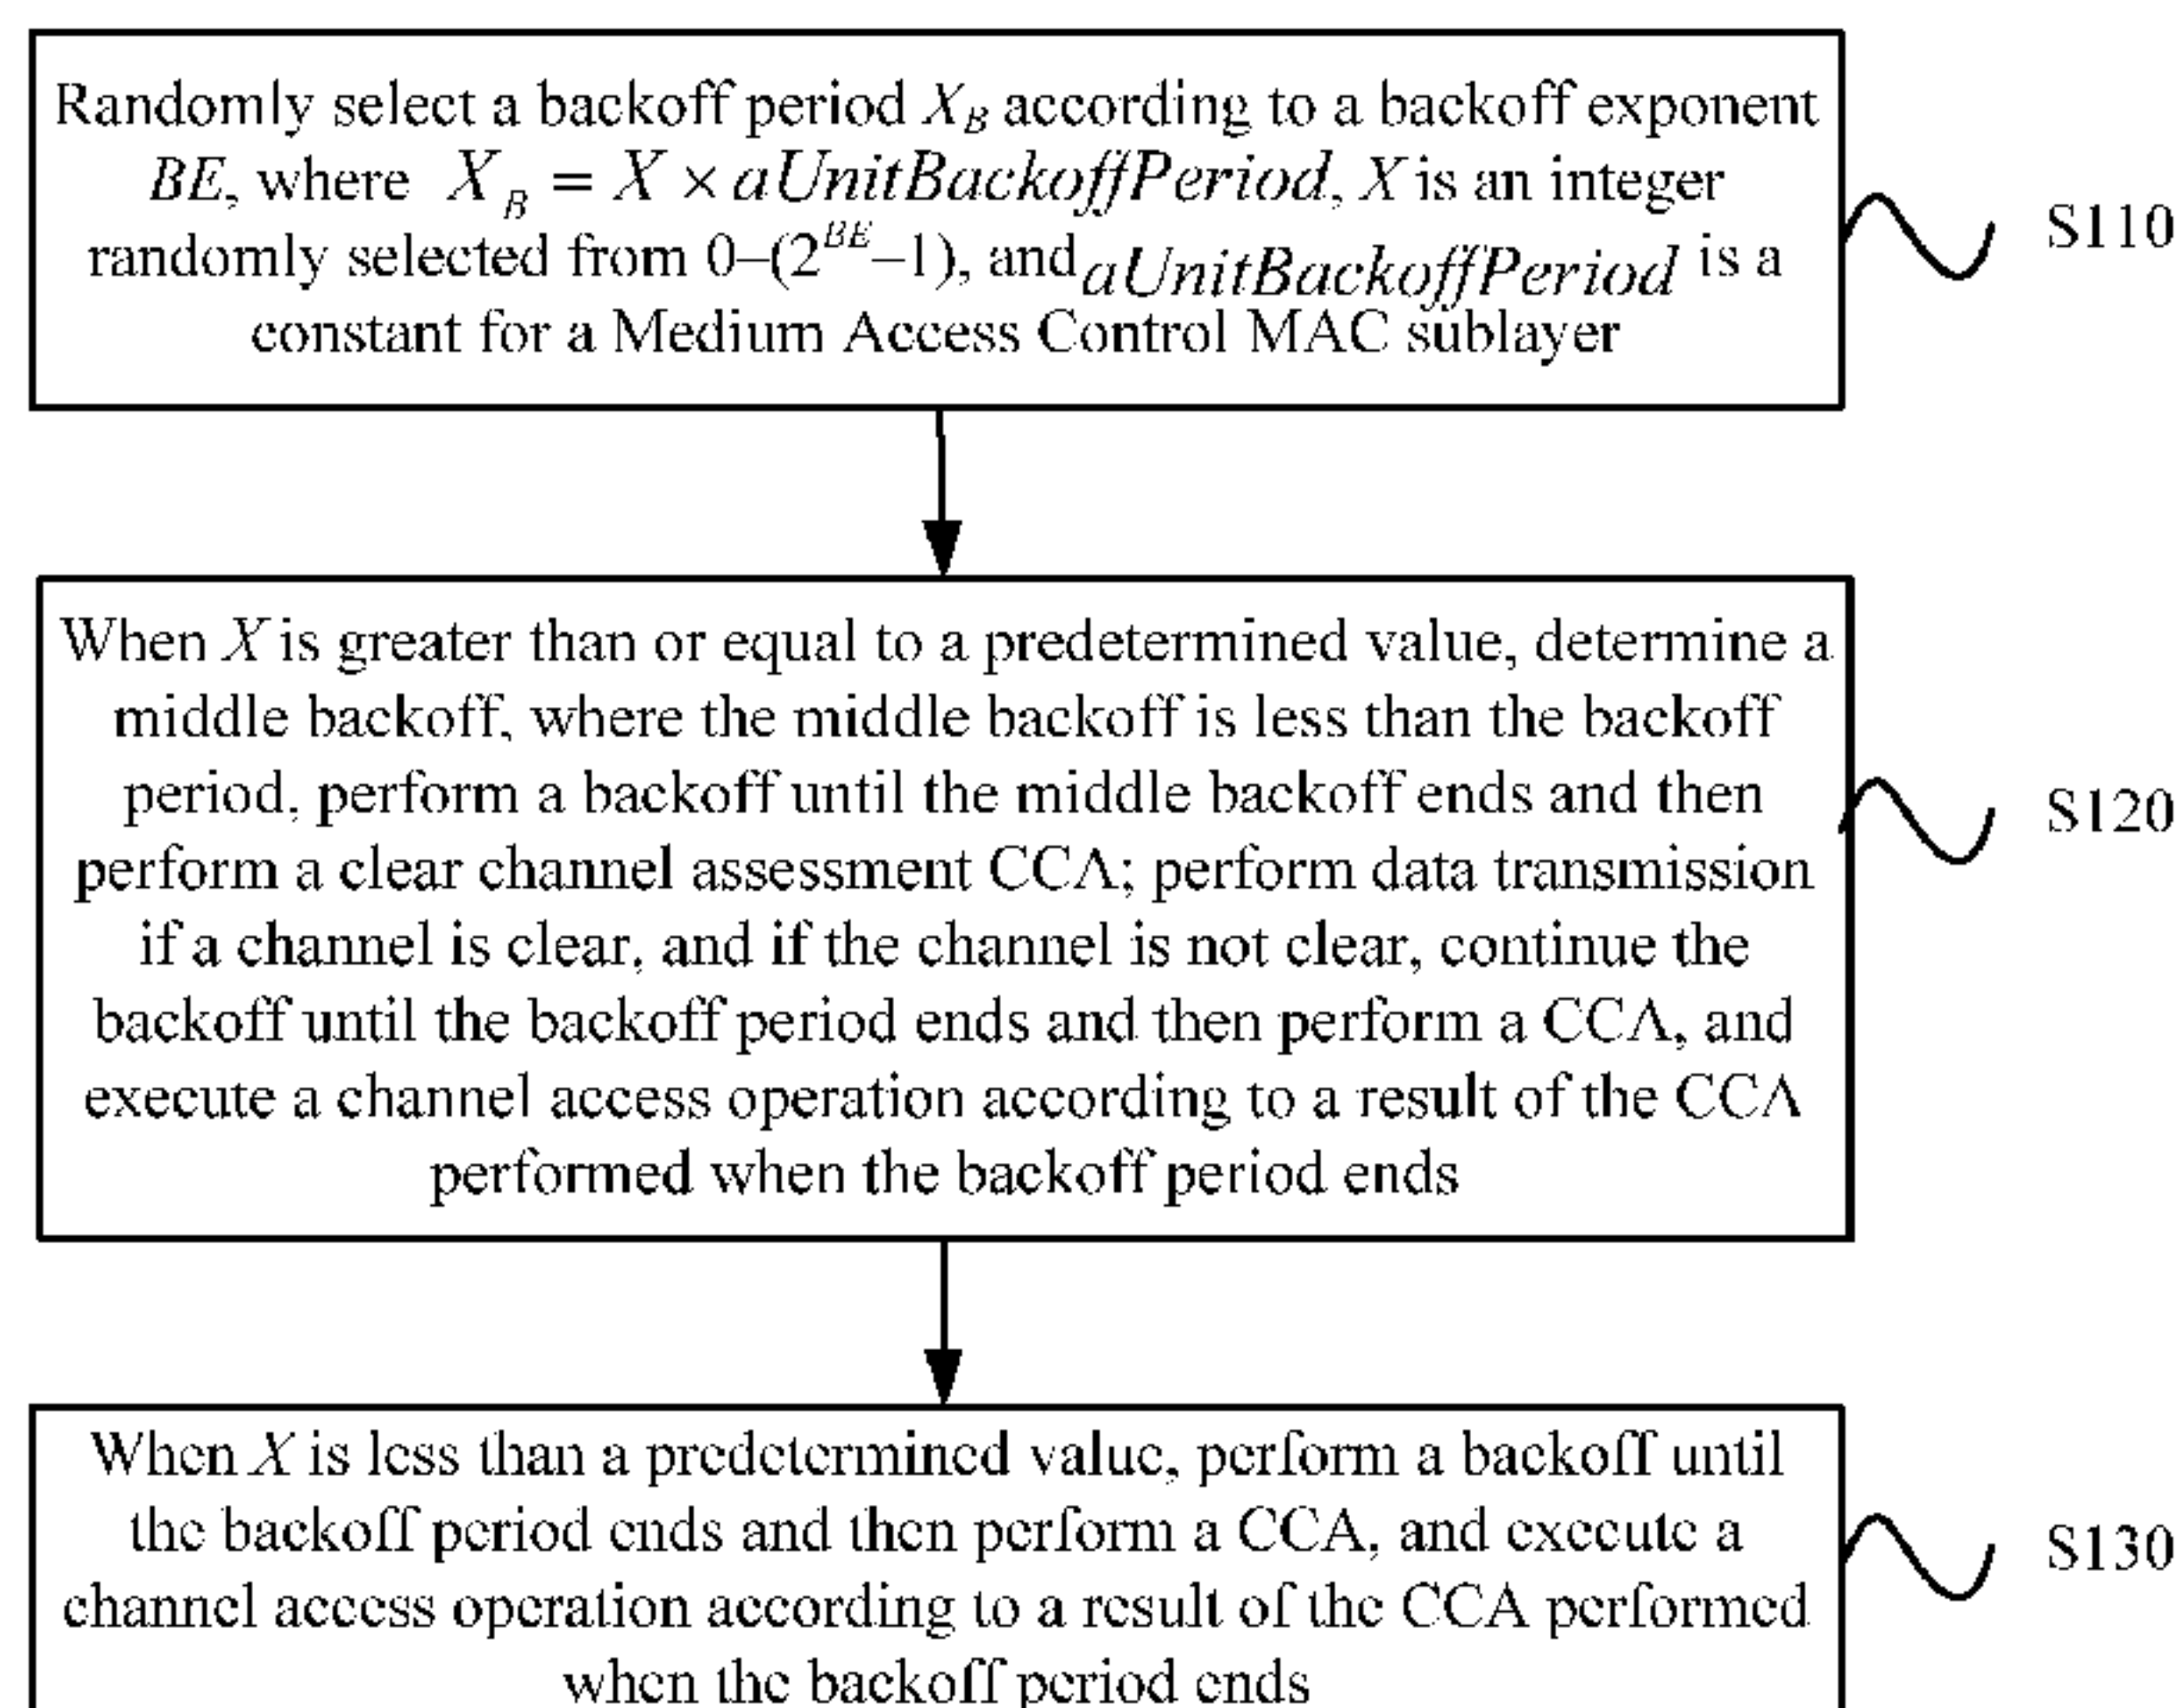 Randomly select a backoff period X_B according to a backoff exponent
BE, where X_B = X × aUnitBackoffPeriod, X is an integer
randomly selected from 0–(2^BE–1), and aUnitBackoffPeriod is a
constant for a Medium Access Control MAC sublayer
S110
When X is greater than or equal to a predetermined value, determine a
middle backoff, where the middle backoff is less than the backoff
period, perform a backoff until the middle backoff ends and then
perform a clear channel assessment CCA; perform data transmission
if a channel is clear, and if the channel is not clear, continue the
backoff until the backoff period ends and then perform a CCA, and
execute a channel access operation according to a result of the CCA
performed when the backoff period ends
S120
When X is less than a predetermined value, perform a backoff until
the backoff period ends and then perform a CCA, and execute a
channel access operation according to a result of the CCA performed
when the backoff period ends
S130